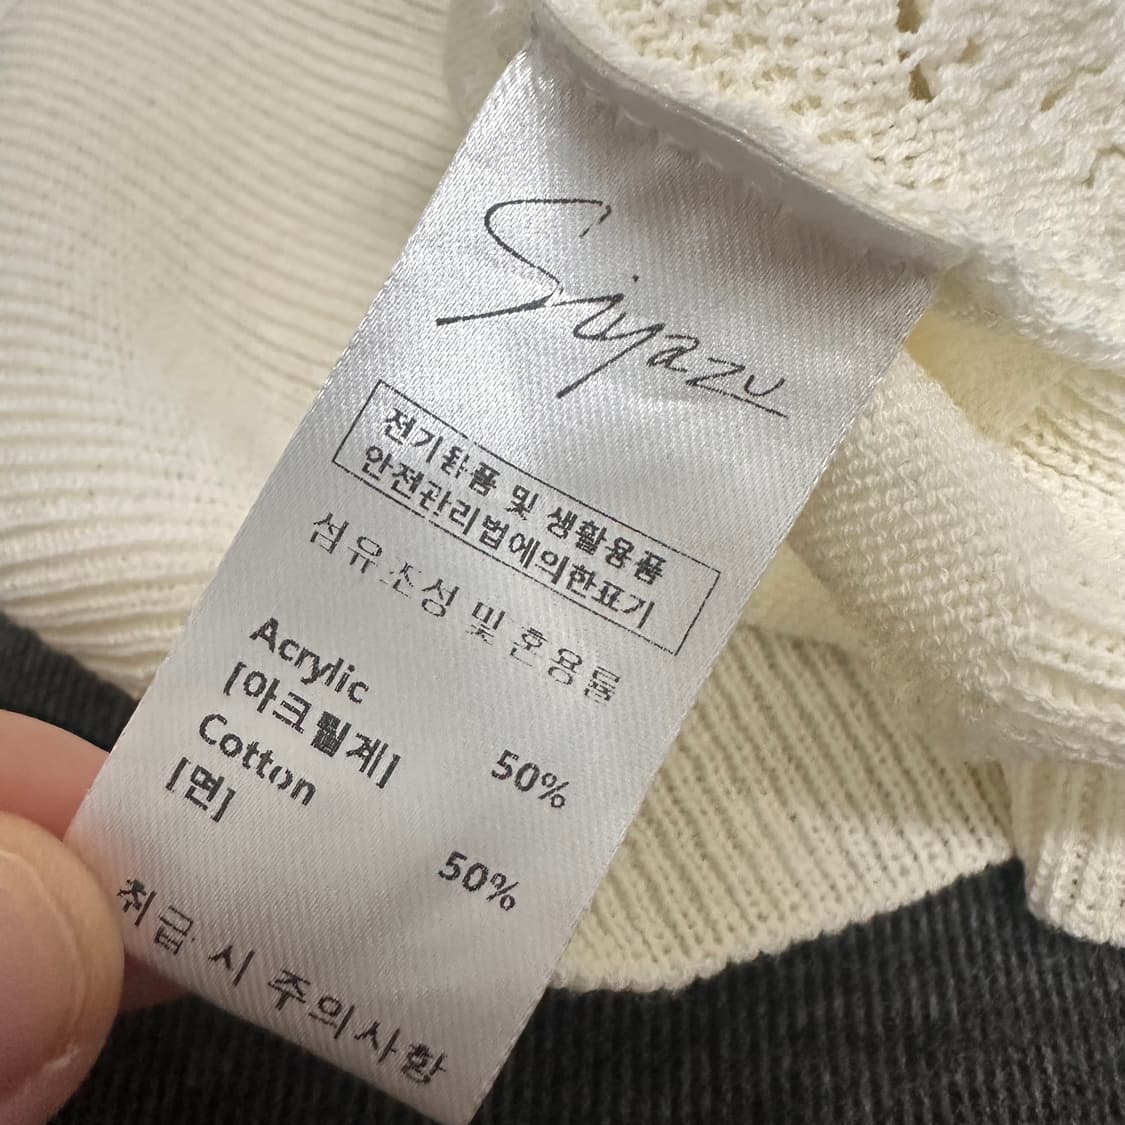 Siyazu
전기용품 및 생활용품
안전관리법에의한표기
섬유조성 및 혼용률
Acrylic
[아크릴계] 50%
Cotton
[면] 50%
취급 시 주의사항